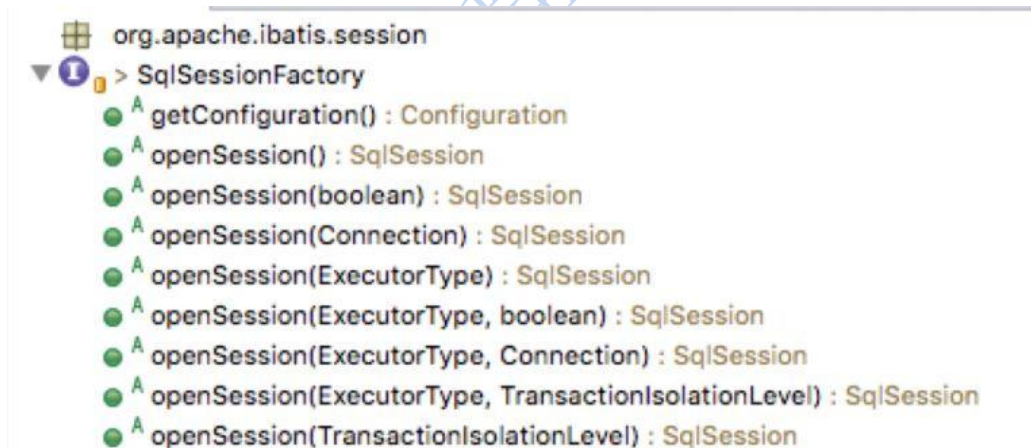 org.apache.ibatis.session
I > SqlSessionFactory
A getConfiguration() : Configuration
A openSession() : SqlSession
A openSession(boolean) : SqlSession
A openSession(Connection) : SqlSession
A openSession(ExecutorType) : SqlSession
A openSession(ExecutorType, boolean) : SqlSession
A openSession(ExecutorType, Connection) : SqlSession
A openSession(ExecutorType, TransactionIsolationLevel) : SqlSession
A openSession(TransactionIsolationLevel) : SqlSession